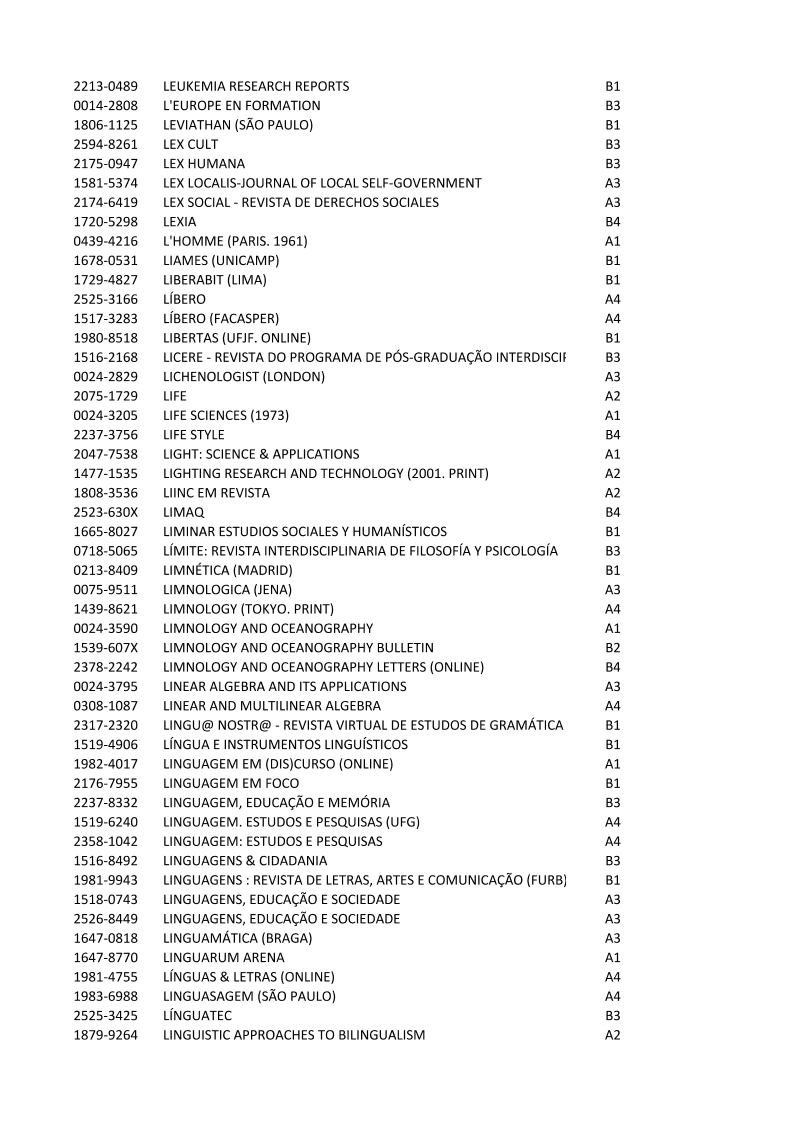 2213-0489 LEUKEMIA RESEARCH REPORTS B1
0014-2808 L'EUROPE EN FORMATION B3
1806-1125 LEVIATHAN (SÃO PAULO) B1
2594-8261 LEX CULT B3
2175-0947 LEX HUMANA B3
1581-5374 LEX LOCALIS-JOURNAL OF LOCAL SELF-GOVERNMENT A3
2174-6419 LEX SOCIAL - REVISTA DE DERECHOS SOCIALES A3
1720-5298 LEXIA B4
0439-4216 L'HOMME (PARIS. 1961) A1
1678-0531 LIAMES (UNICAMP) B1
1729-4827 LIBERABIT (LIMA) B1
2525-3166 LÍBERO A4
1517-3283 LÍBERO (FACASPER) A4
1980-8518 LIBERTAS (UFJF. ONLINE) B1
1516-2168 LICERE - REVISTA DO PROGRAMA DE PÓS-GRADUAÇÃO INTERDISCIF B3
0024-2829 LICHENOLOGIST (LONDON) A3
2075-1729 LIFE A2
0024-3205 LIFE SCIENCES (1973) A1
2237-3756 LIFE STYLE B4
2047-7538 LIGHT: SCIENCE & APPLICATIONS A1
1477-1535 LIGHTING RESEARCH AND TECHNOLOGY (2001. PRINT) A2
1808-3536 LIINC EM REVISTA A2
2523-630X LIMAQ B4
1665-8027 LIMINAR ESTUDIOS SOCIALES Y HUMANÍSTICOS B1
0718-5065 LÍMITE: REVISTA INTERDISCIPLINARIA DE FILOSOFÍA Y PSICOLOGÍA B3
0213-8409 LIMNÉTICA (MADRID) B1
0075-9511 LIMNOLOGICA (JENA) A3
1439-8621 LIMNOLOGY (TOKYO. PRINT) A4
0024-3590 LIMNOLOGY AND OCEANOGRAPHY A1
1539-607X LIMNOLOGY AND OCEANOGRAPHY BULLETIN B2
2378-2242 LIMNOLOGY AND OCEANOGRAPHY LETTERS (ONLINE) B4
0024-3795 LINEAR ALGEBRA AND ITS APPLICATIONS A3
0308-1087 LINEAR AND MULTILINEAR ALGEBRA A4
2317-2320 LINGU@ NOSTR@ - REVISTA VIRTUAL DE ESTUDOS DE GRAMÁTICA B1
1519-4906 LÍNGUA E INSTRUMENTOS LINGUÍSTICOS B1
1982-4017 LINGUAGEM EM (DIS)CURSO (ONLINE) A1
2176-7955 LINGUAGEM EM FOCO B1
2237-8332 LINGUAGEM, EDUCAÇÃO E MEMÓRIA B3
1519-6240 LINGUAGEM. ESTUDOS E PESQUISAS (UFG) A4
2358-1042 LINGUAGEM: ESTUDOS E PESQUISAS A4
1516-8492 LINGUAGENS & CIDADANIA B3
1981-9943 LINGUAGENS : REVISTA DE LETRAS, ARTES E COMUNICAÇÃO (FURB) B1
1518-0743 LINGUAGENS, EDUCAÇÃO E SOCIEDADE A3
2526-8449 LINGUAGENS, EDUCAÇÃO E SOCIEDADE A3
1647-0818 LINGUAMÁTICA (BRAGA) A3
1647-8770 LINGUARUM ARENA A1
1981-4755 LÍNGUAS & LETRAS (ONLINE) A4
1983-6988 LINGUASAGEM (SÃO PAULO) A4
2525-3425 LÍNGUATEC B3
1879-9264 LINGUISTIC APPROACHES TO BILINGUALISM A2